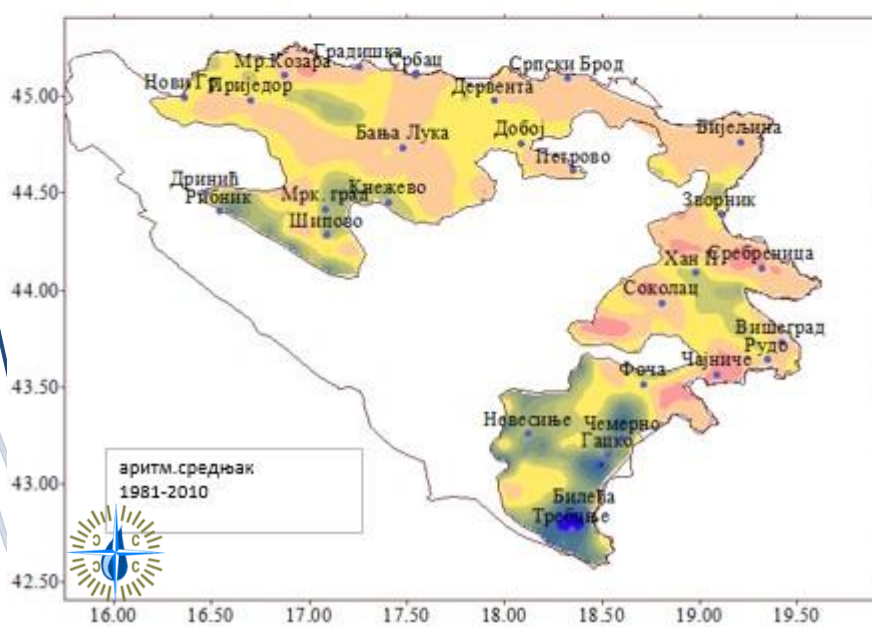 Градишка
Мр.Козара
Србац
Српски Брод
45.00
Приједор
Дервента
Бања Лука
Добој
Бијељина
Петрово
44.50
Дринић
Рибник
Мрк. град
Кнежево
Шипово
Зворник
Сребреница
44.00
Соколац
Вишеград
Рудо
43.50
Фоча
Чајниче
Невесиње
Чемерно
Гацко
аритм.средњак
1981-2010
43.00
Билећа
Требиње
42.50
16.00 16.50 17.00 17.50 18.00 18.50 19.00 19.50